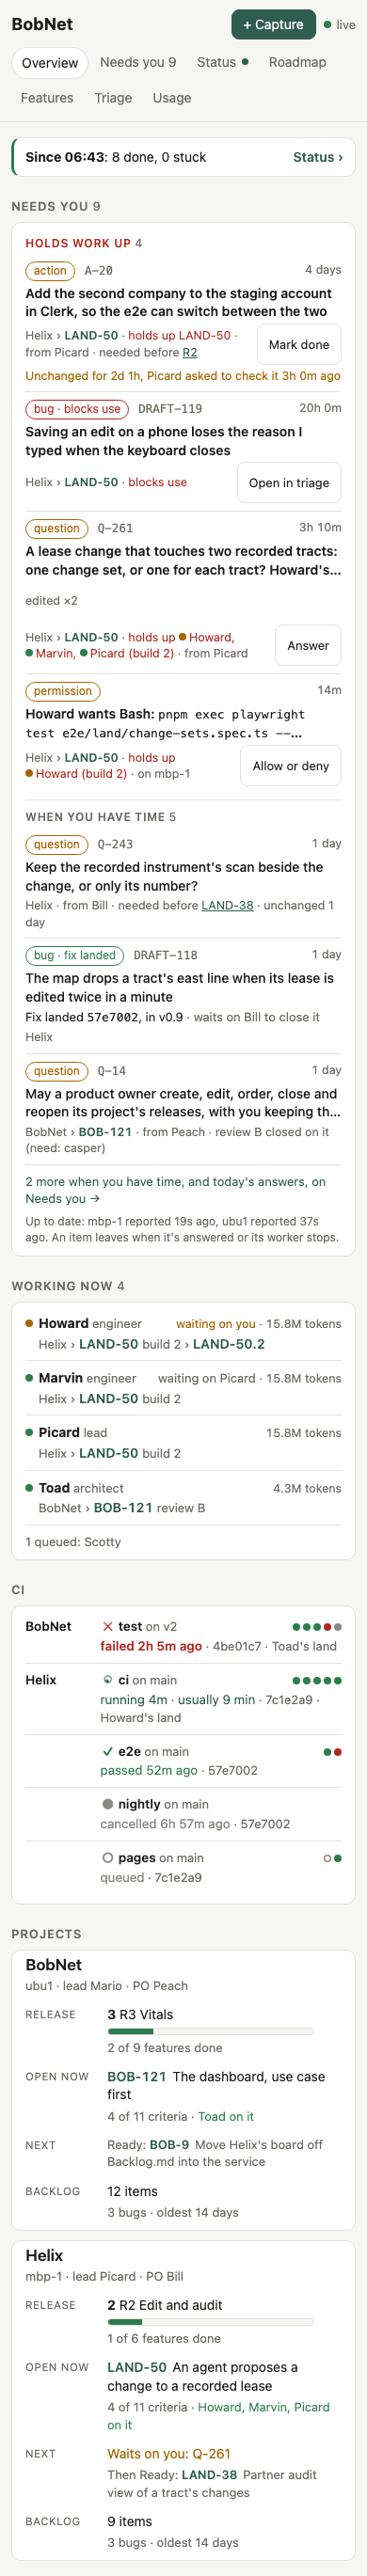 BobNet
+ Capture
live
Overview
Needs you 9
Status
Roadmap
Features
Triage
Usage
Since 06:43: 8 done, 0 stuck
Status ›
NEEDS YOU 9
HOLDS WORK UP 4
action A-20 4 days
Add the second company to the staging account
in Clerk, so the e2e can switch between the two
Helix › LAND-50 · holds up LAND-50 ·
from Picard · needed before R2
Mark done
Unchanged for 2d 1h, Picard asked to check it 3h 0m ago
bug · blocks use DRAFT-119 20h 0m
Saving an edit on a phone loses the reason I
typed when the keyboard closes
Helix › LAND-50 · blocks use
Open in triage
question Q-261 3h 10m
A lease change that touches two recorded tracts:
one change set, or one for each tract? Howard's...
edited ×2
Helix › LAND-50 · holds up Howard,
Marvin, Picard (build 2) · from Picard
Answer
permission 14m
Howard wants Bash: pnpm exec playwright
test e2e/land/change-sets.spec.ts --...
Helix › LAND-50 · holds up
Howard (build 2) · on mbp-1
Allow or deny
WHEN YOU HAVE TIME 5
question Q-243 1 day
Keep the recorded instrument's scan beside the
change, or only its number?
Helix · from Bill · needed before LAND-38 · unchanged 1
day
bug · fix landed DRAFT-118 1 day
The map drops a tract's east line when its lease is
edited twice in a minute
Fix landed 57e7002, in v0.9 · waits on Bill to close it
Helix
question Q-14 1 day
May a product owner create, edit, order, close and
reopen its project's releases, with you keeping th...
BobNet › BOB-121 · from Peach · review B closed on it
(need: casper)
2 more when you have time, and today's answers, on
Needs you →
Up to date: mbp-1 reported 19s ago, ubu1 reported 37s
ago. An item leaves when it's answered or its worker stops.
WORKING NOW 4
Howard engineer waiting on you · 15.8M tokens
Helix › LAND-50 build 2 › LAND-50.2
Marvin engineer waiting on Picard · 15.8M tokens
Helix › LAND-50 build 2
Picard lead 15.8M tokens
Helix › LAND-50 build 2
Toad architect 4.3M tokens
BobNet › BOB-121 review B
1 queued: Scotty
CI
BobNet test on v2
failed 2h 5m ago · 4be01c7 · Toad's land
Helix ci on main
running 4m · usually 9 min · 7c1e2a9 ·
Howard's land
e2e on main
passed 52m ago · 57e7002
nightly on main
cancelled 6h 57m ago · 57e7002
pages on main
queued · 7c1e2a9
PROJECTS
BobNet
ubu1 · lead Mario · PO Peach
RELEASE 3 R3 Vitals
2 of 9 features done
OPEN NOW BOB-121 The dashboard, use case
first
4 of 11 criteria · Toad on it
NEXT Ready: BOB-9 Move Helix's board off
Backlog.md into the service
BACKLOG 12 items
3 bugs · oldest 14 days
Helix
mbp-1 · lead Picard · PO Bill
RELEASE 2 R2 Edit and audit
1 of 6 features done
OPEN NOW LAND-50 An agent proposes a
change to a recorded lease
4 of 11 criteria · Howard, Marvin, Picard
on it
NEXT Waits on you: Q-261
Then Ready: LAND-38 Partner audit
view of a tract's changes
BACKLOG 9 items
3 bugs · oldest 14 days